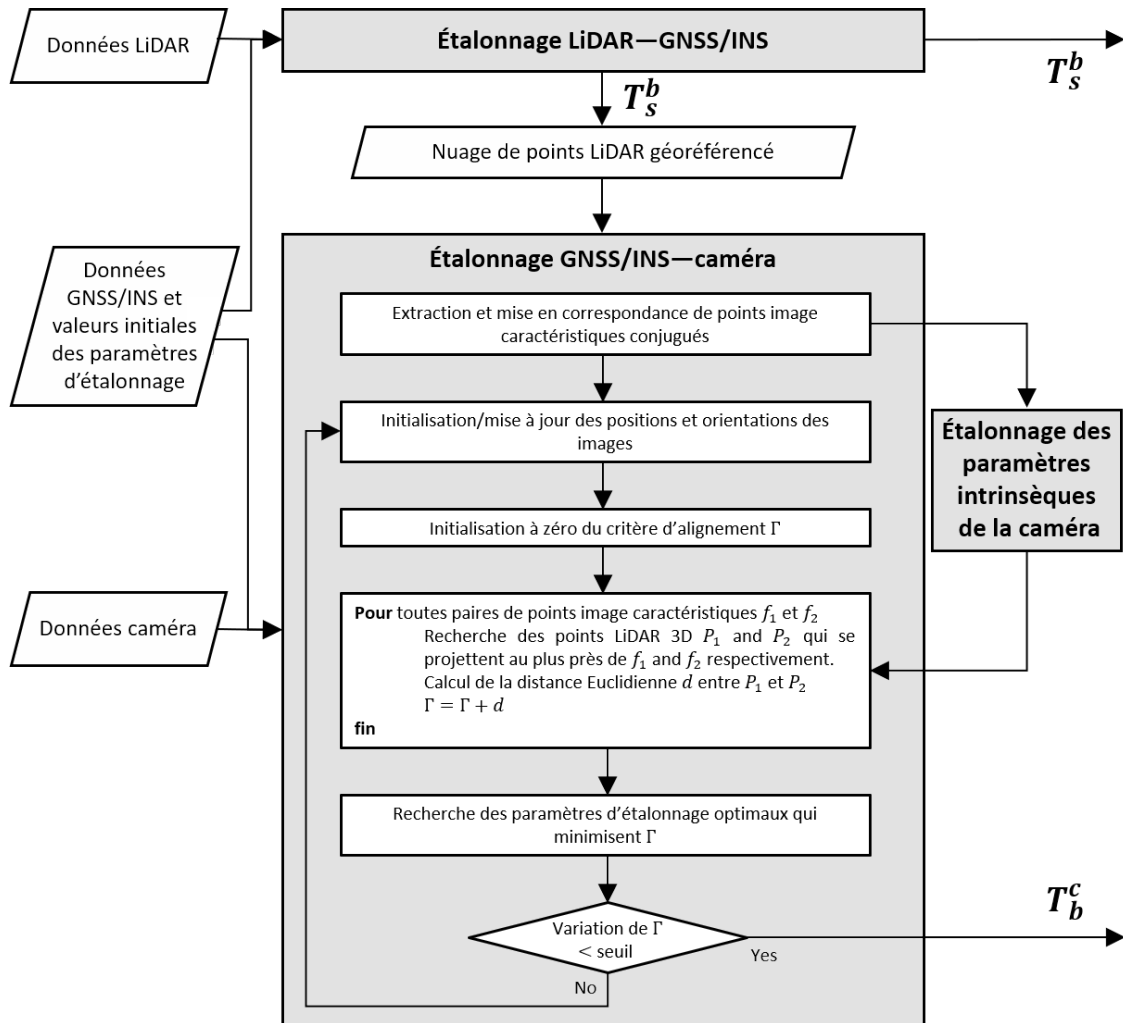 Données LiDAR
Étalonnage LiDAR—GNSS/INS
T_s^b
T_s^b
Nuage de points LiDAR géoréférencé
Données
GNSS/INS et
valeurs initiales
des paramètres
d’étalonnage
Étalonnage GNSS/INS—caméra
Extraction et mise en correspondance de points image
caractéristiques conjugués
Initialisation/mise à jour des positions et orientations des
images
Étalonnage des
paramètres
intrinsèques
de la caméra
Initialisation à zéro du critère d’alignement Γ
Données caméra
Pour toutes paires de points image caractéristiques f₁ et f₂
Recherche des points LiDAR 3D P₁ and P₂ qui se
projettent au plus près de f₁ and f₂ respectivement.
Calcul de la distance Euclidienne d entre P₁ et P₂
Γ = Γ + d
fin
Recherche des paramètres d’étalonnage optimaux qui
minimisent Γ
Variation de Γ
< seuil
Yes
No
T_b^c